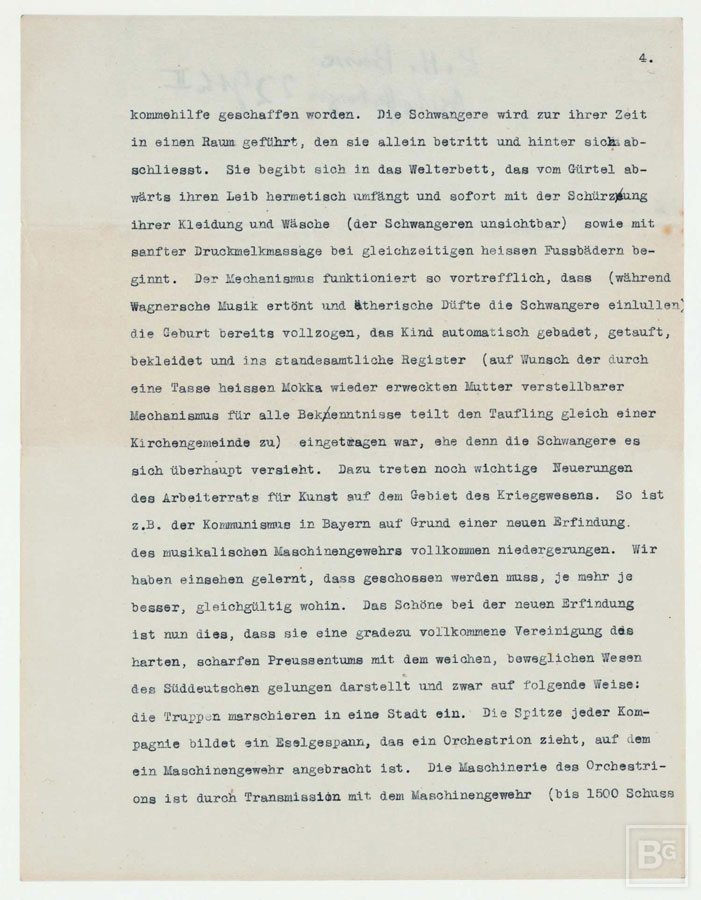 4.
kommehilfe geschaffen worden. Die Schwangere wird zur ihrer Zeit
in einen Raum geführt, den sie allein betritt und hinter sich ab-
schliesst. Sie begibt sich in das Welterbett, das vom Gürtel ab-
wärts ihren Leib hermetisch umfängt und sofort mit der Schürzung
ihrer Kleidung und Wäsche (der Schwangeren unsichtbar) sowie mit
sanfter Druckmelkmassage bei gleichzeitigen heissen Fussbädern be-
ginnt. Der Mechanismus funktioniert so vortrefflich, dass (während
Wagnersche Musik ertönt und ätherische Düfte die Schwangere einlullen)
die Geburt bereits vollzogen, das Kind automatisch gebadet, getauft,
bekleidet und ins standesamtliche Register (auf Wunsch der durch
eine Tasse heissen Mokka wieder erweckten Mutter verstellbarer
Mechanismus für alle Bekenntnisse teilt den Taufling gleich einer
Kirchengemeinde zu) eingetragen war, ehe denn die Schwangere es
sich überhaupt versieht. Dazu treten noch wichtige Neuerungen
des Arbeiterrats für Kunst auf dem Gebiet des Kriegswesens. So ist
z.B. der Kommunismus in Bayern auf Grund einer neuen Erfindung.
des musikalischen Maschinengewehrs vollkommen niedergerungen. Wir
haben einsehen gelernt, dass geschossen werden muss, je mehr je
besser, gleichgültig wohin. Das Schöne bei der neuen Erfindung
ist nun dies, dass sie eine gradezu vollkommene Vereinigung des
harten, scharfen Preussentums mit dem weichen, beweglichen Wesen
des Süddeutschen gelungen darstellt und zwar auf folgende Weise:
die Truppen marschieren in eine Stadt ein. Die Spitze jeder Kom-
pagnie bildet ein Eselgespann, das ein Orchestrion zieht, auf dem
ein Maschinengewehr angebracht ist. Die Maschinerie des Orchestri-
ons ist durch Transmission mit dem Maschinengewehr (bis 1500 Schuss
BG